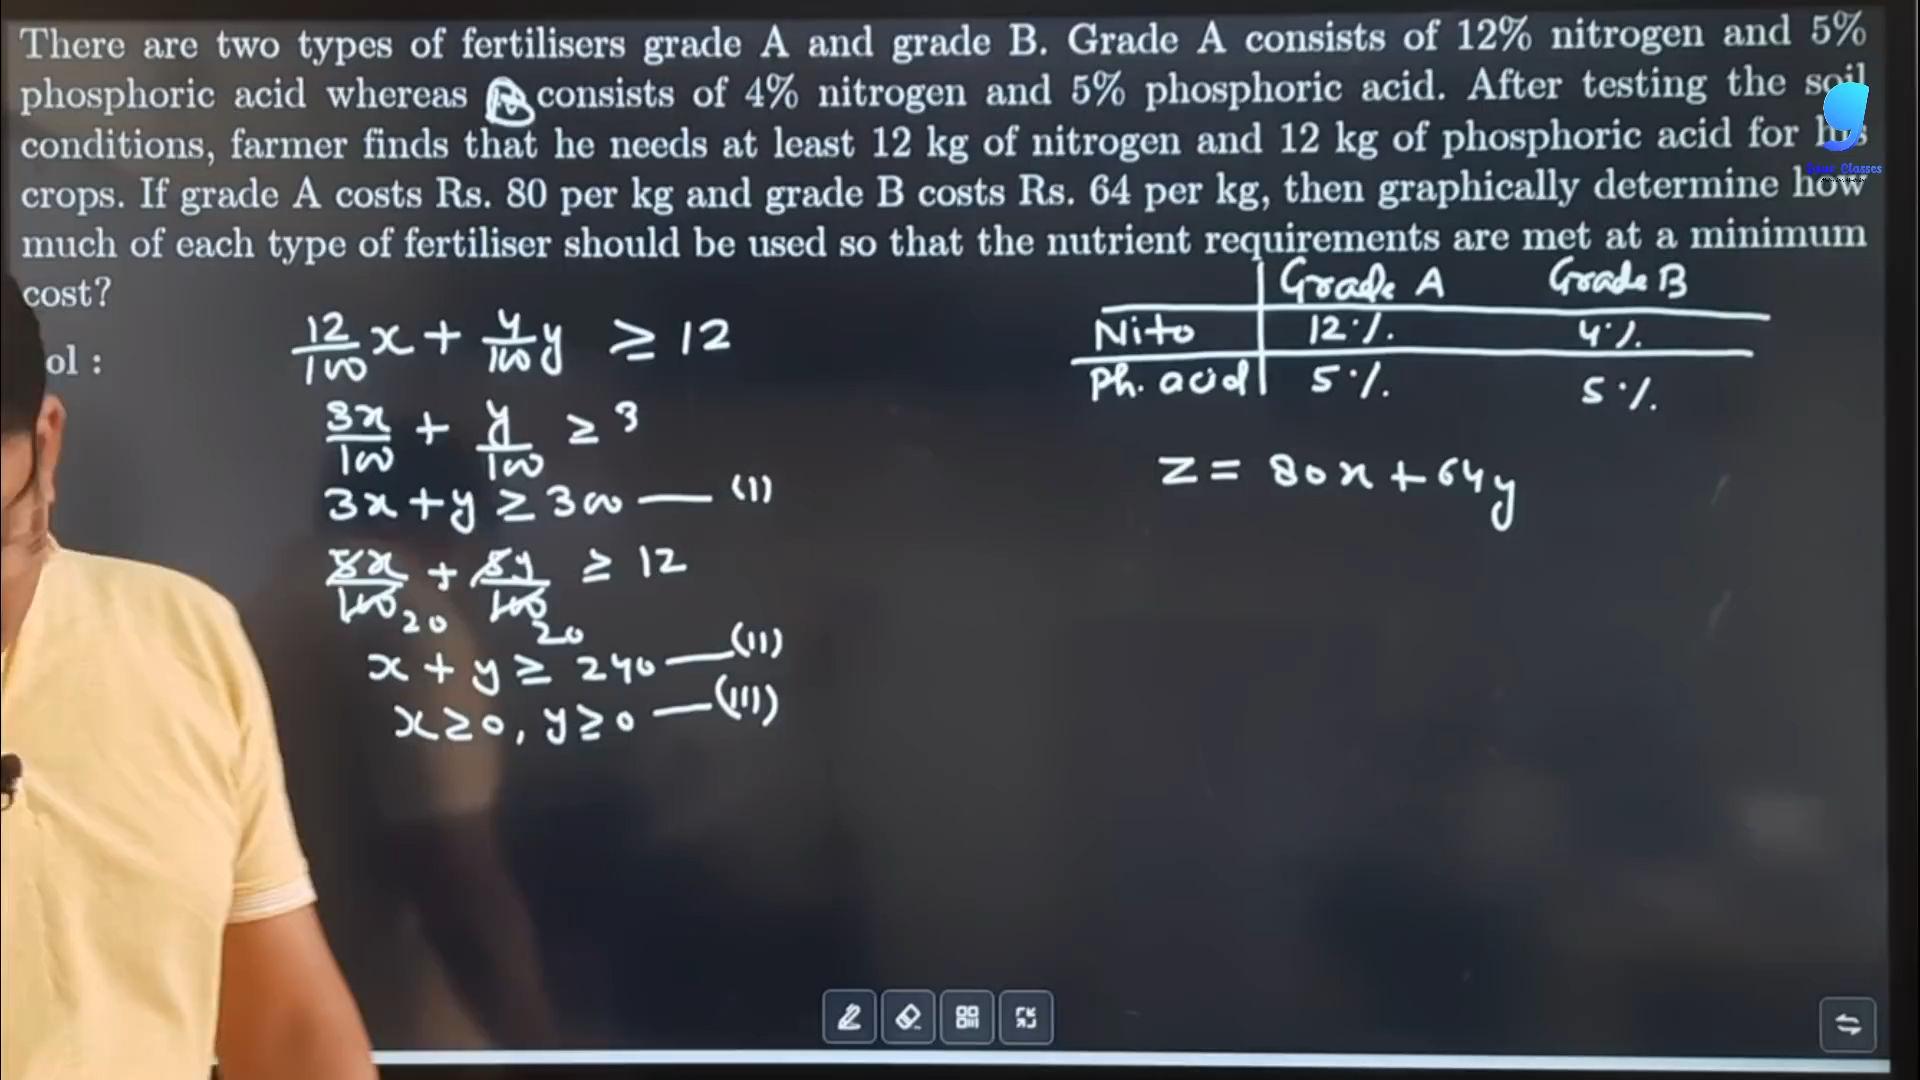 There are two types of fertilisers grade A and grade B. Grade A consists of 12% nitrogen and 5%
phosphoric acid whereas B consists of 4% nitrogen and 5% phosphoric acid. After testing the soil
conditions, farmer finds that he needs at least 12 kg of nitrogen and 12 kg of phosphoric acid for his
crops. If grade A costs Rs. 80 per kg and grade B costs Rs. 64 per kg, then graphically determine how
much of each type of fertiliser should be used so that the nutrient requirements are met at a minimum
cost?
ol :
12/100 x + 4/100 y ≥ 12
3x/100 + y/100 ≥ 3
3x + y ≥ 300 — (I)
5x/100 20 + 5y/100 20 ≥ 12
x + y ≥ 240 — (II)
x ≥ 0, y ≥ 0 — (III)
Grade A Grade B
Nito 12% 4%
Ph. acid 5% 5%
Z = 80x + 64y
Classes